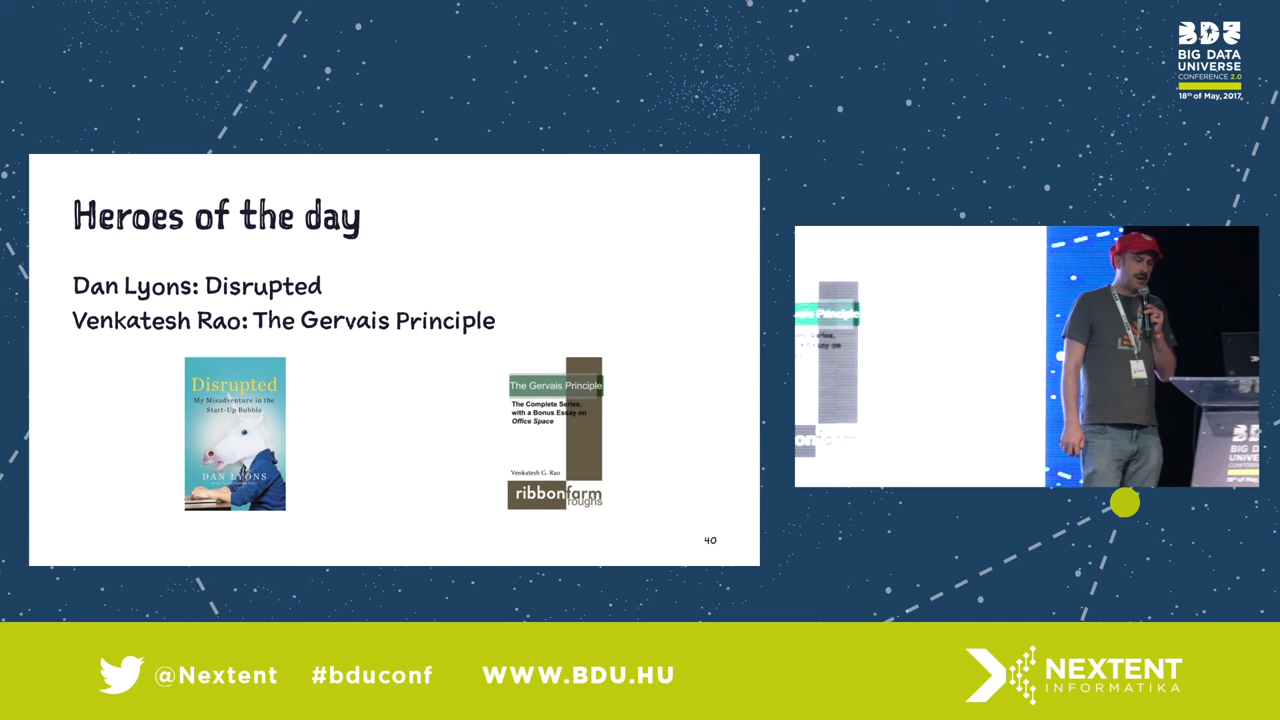 BDU
BIG DATA
UNIVERSE
CONFERENCE 2.0
18th of May, 2017
Heroes of the day
Dan Lyons: Disrupted
Venkatesh Rao: The Gervais Principle
Disrupted
My Misadventure in the
Start-Up Bubble
DAN LYONS
The Gervais Principle
The Complete Series,
with a Bonus Essay on
Office Space
Venkatesh G. Rao
ribbonfarm
roughs
40
Principle
@Nextent #bduconf WWW.BDU.HU
NEXTENT
INFORMATIKA